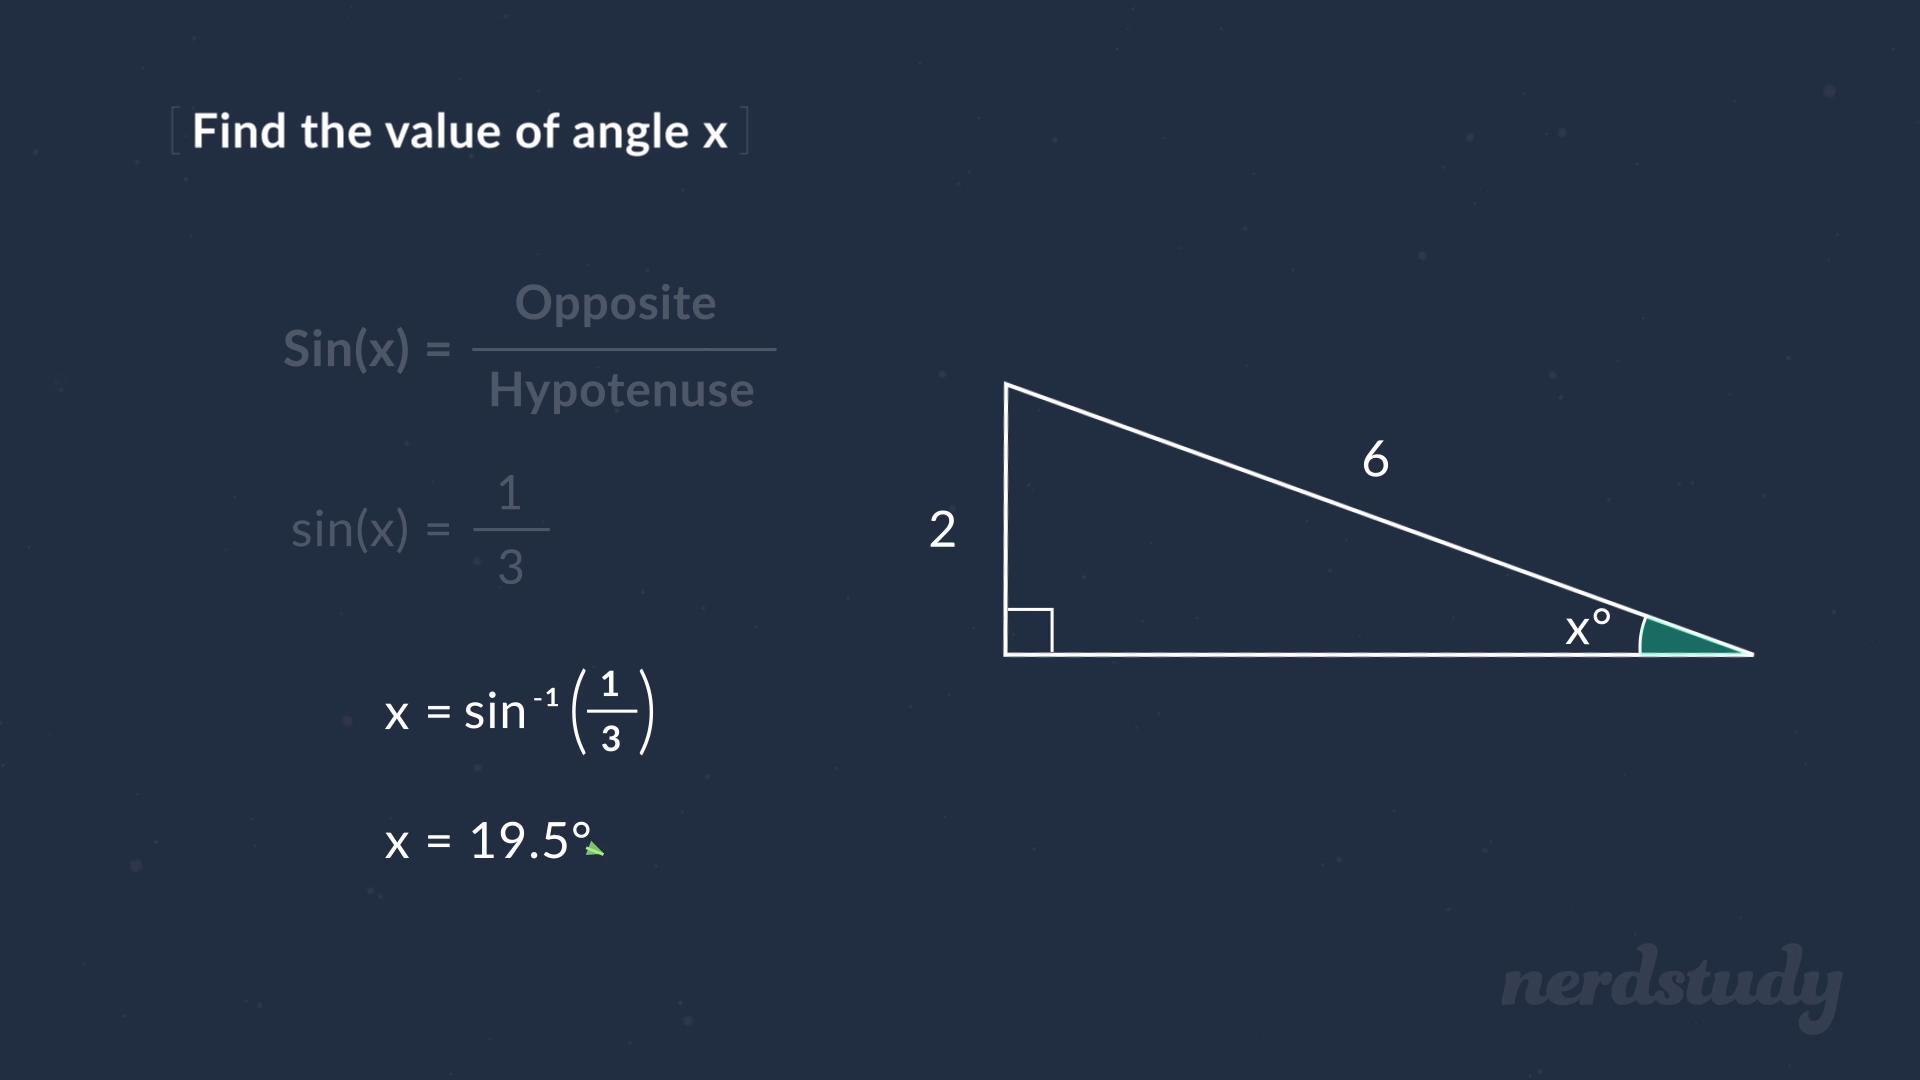 [ Find the value of angle x ]
Opposite
Sin(x) =
Hypotenuse
1
sin(x) =
3
x = sin⁻¹(1/3)
x = 19.5°
2
6
x°
nerdstudy